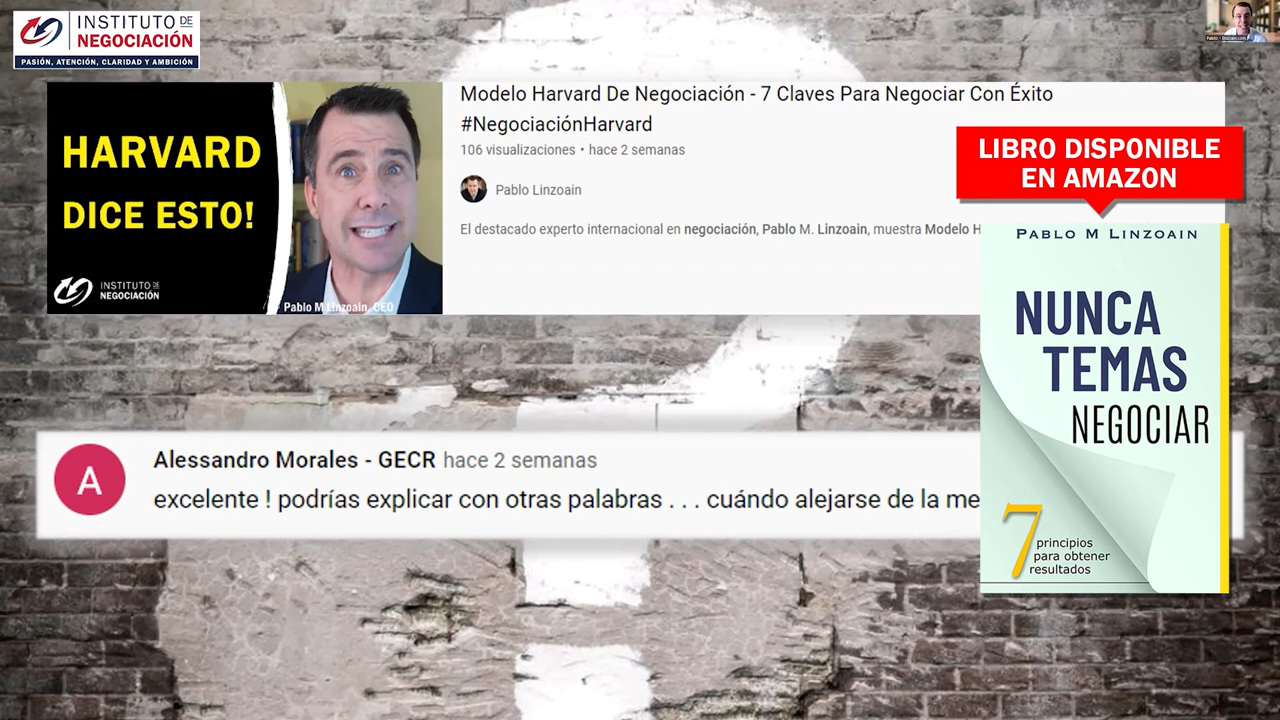 INSTITUTO DE
NEGOCIACIÓN
PASIÓN, ATENCIÓN, CLARIDAD Y AMBICIÓN
HARVARD
DICE ESTO!
INSTITUTO DE
NEGOCIACIÓN
Pablo M Linzoain, CEO
Modelo Harvard De Negociación - 7 Claves Para Negociar Con Éxito
#NegociaciónHarvard
106 visualizaciones • hace 2 semanas
Pablo Linzoain
El destacado experto internacional en negociación, Pablo M. Linzoain, muestra Modelo H
LIBRO DISPONIBLE
EN AMAZON
PABLO M LINZOAIN
NUNCA
TEMAS
NEGOCIAR
7
principios
para obtener
resultados
A
Alessandro Morales - GECR hace 2 semanas
excelente ! podrías explicar con otras palabras . . . cuándo alejarse de la me